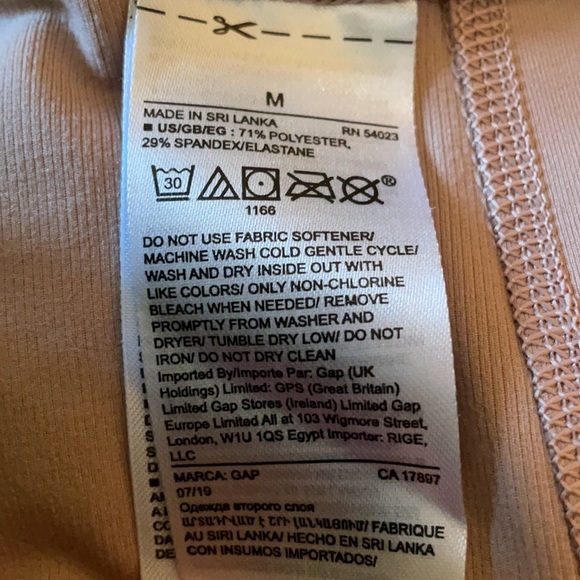 M
MADE IN SRI LANKA RN 54023
■ US/GB/EG : 71% POLYESTER,
29% SPANDEX/ELASTANE
30
®
1166
DO NOT USE FABRIC SOFTENER/
MACHINE WASH COLD GENTLE CYCLE/
WASH AND DRY INSIDE OUT WITH
LIKE COLORS/ ONLY NON-CHLORINE
BLEACH WHEN NEEDED/ REMOVE
PROMPTLY FROM WASHER AND
DRYER/ TUMBLE DRY LOW/ DO NOT
IRON/ DO NOT DRY CLEAN
Imported By/Importe Par: Gap (UK
Holdings) Limited: GPS (Great Britain)
Limited Gap Stores (Ireland) Limited Gap
Europe Limited All at 103 Wigmore Street,
London, W1U 1QS Egypt Importer: RIGE,
LLC
MARCA: GAP CA 17897
07/19
Одежда второго слоя
ԱՐՏԱԴՐՎԱԾ Է ՇՐԻ ԼԱՆԿԱՅՈՒՄ/ FABRIQUE
AU SIRI LANKA/ HECHO EN SRI LANKA
CON INSUMOS IMPORTADOS/